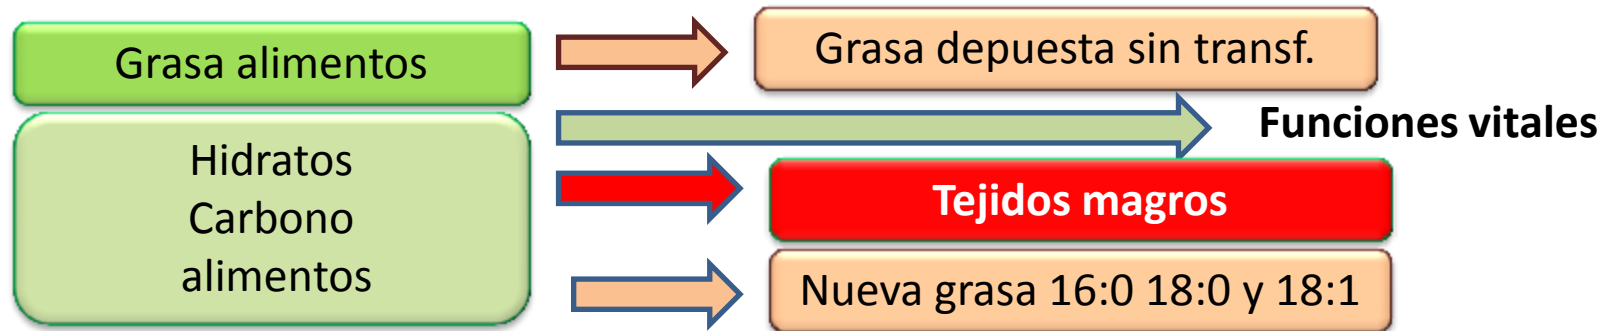 Grasa alimentos
Grasa depuesta sin transf.
Funciones vitales
Hidratos
Carbono
alimentos
Tejidos magros
Nueva grasa 16:0 18:0 y 18:1